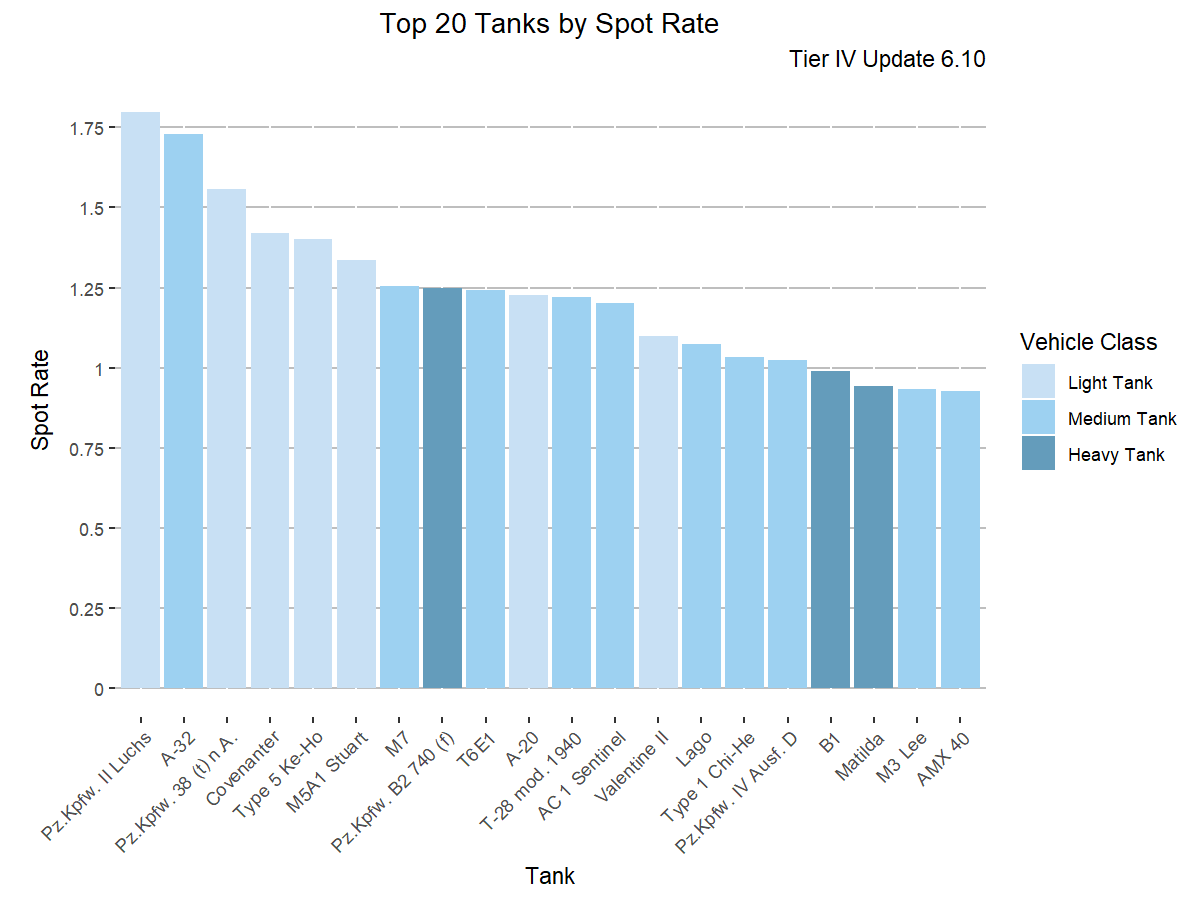 Top 20 Tanks by Spot Rate
Tier IV Update 6.10
1.75
1.5
1.25
1
0.75
0.5
0.25
0
Spot Rate
Pz.Kpfw. II Luchs
A-32
Pz.Kpfw. 38 (t) n.A.
Covenanter
Type 5 Ke-Ho
M5A1 Stuart
M7
Pz.Kpfw. B2 740 (f)
T6E1
A-20
T-28 mod. 1940
AC 1 Sentinel
Valentine II
Lago
Type 1 Chi-He
Pz.Kpfw. IV Ausf. D
B1
Matilda
M3 Lee
AMX 40
Tank
Vehicle Class
Light Tank
Medium Tank
Heavy Tank